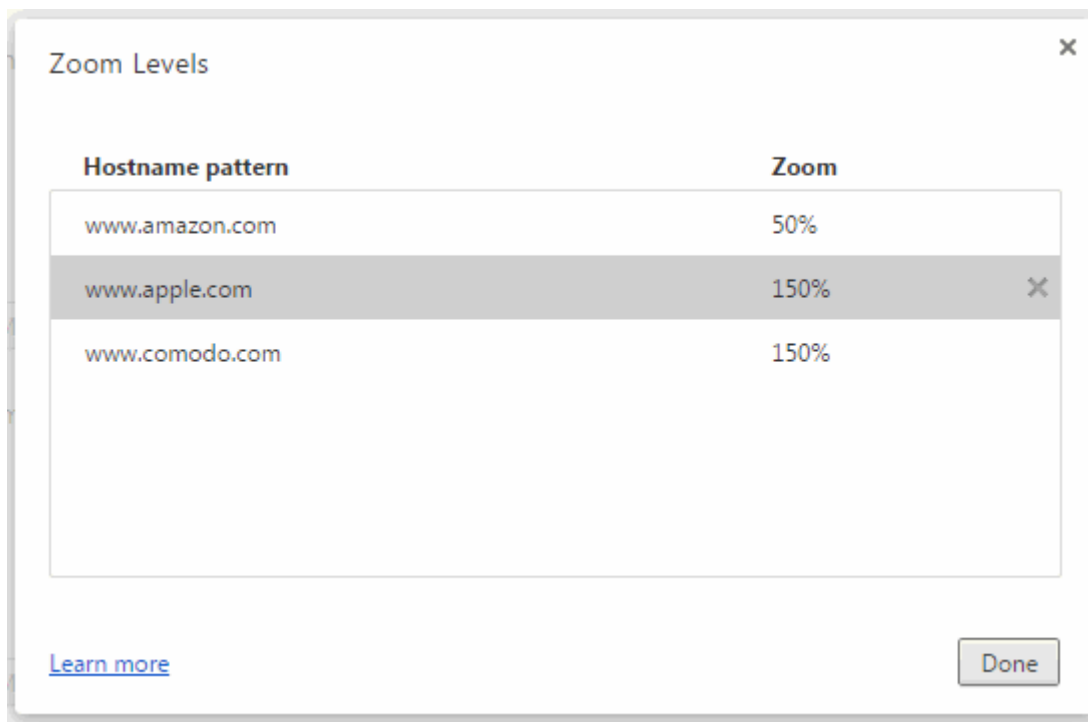 Zoom Levels
Hostname pattern Zoom
www.amazon.com 50%
www.apple.com 150%
www.comodo.com 150%
Learn more Done